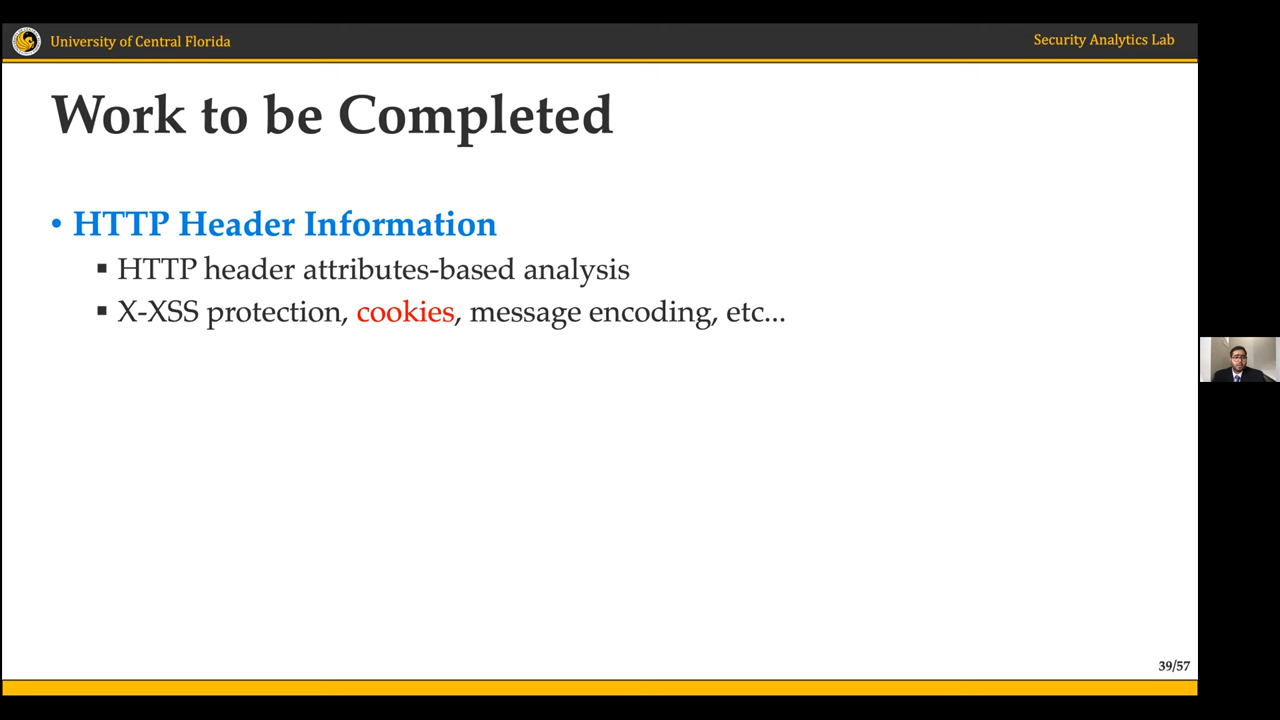 University of Central Florida
Security Analytics Lab
Work to be Completed
• HTTP Header Information
▪ HTTP header attributes-based analysis
▪ X-XSS protection, cookies, message encoding, etc...
39/57